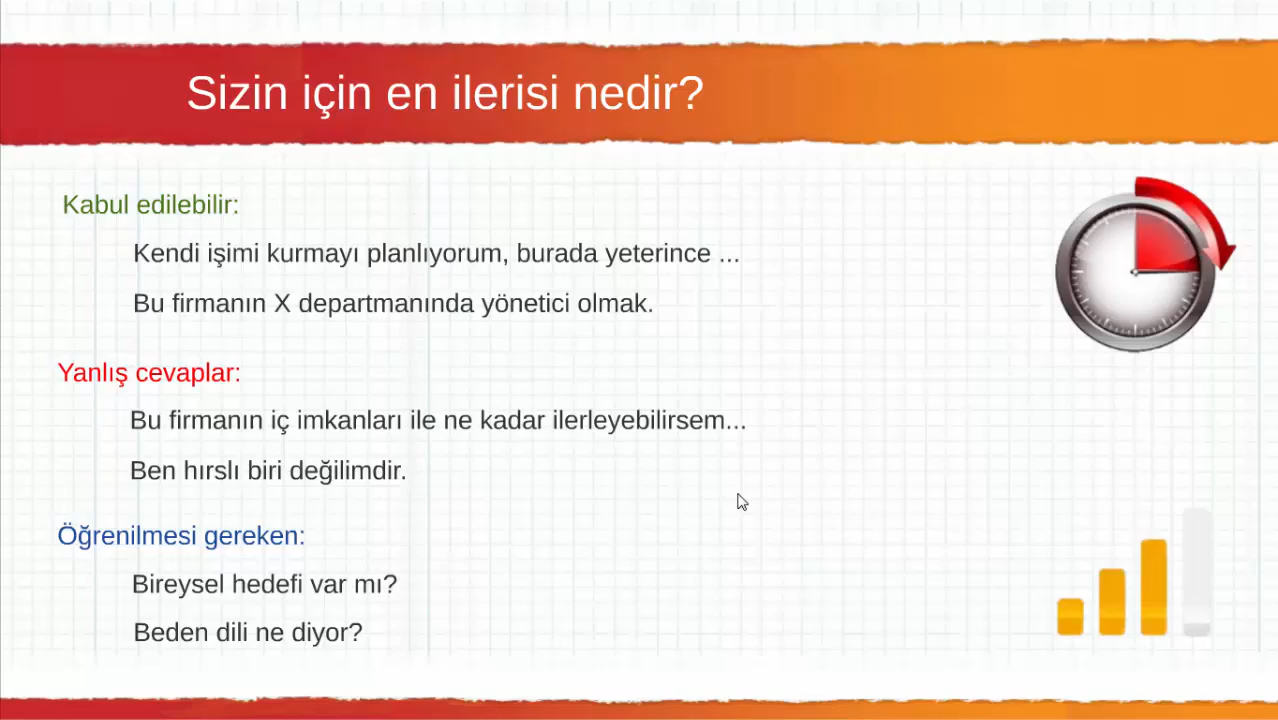 Sizin için en ilerisi nedir?
Kabul edilebilir:
Kendi işimi kurmayı planlıyorum, burada yeterince ...
Bu firmanın X departmanında yönetici olmak.
Yanlış cevaplar:
Bu firmanın iç imkanları ile ne kadar ilerleyebilirsem...
Ben hırslı biri değilimdir.
Öğrenilmesi gereken:
Bireysel hedefi var mı?
Beden dili ne diyor?